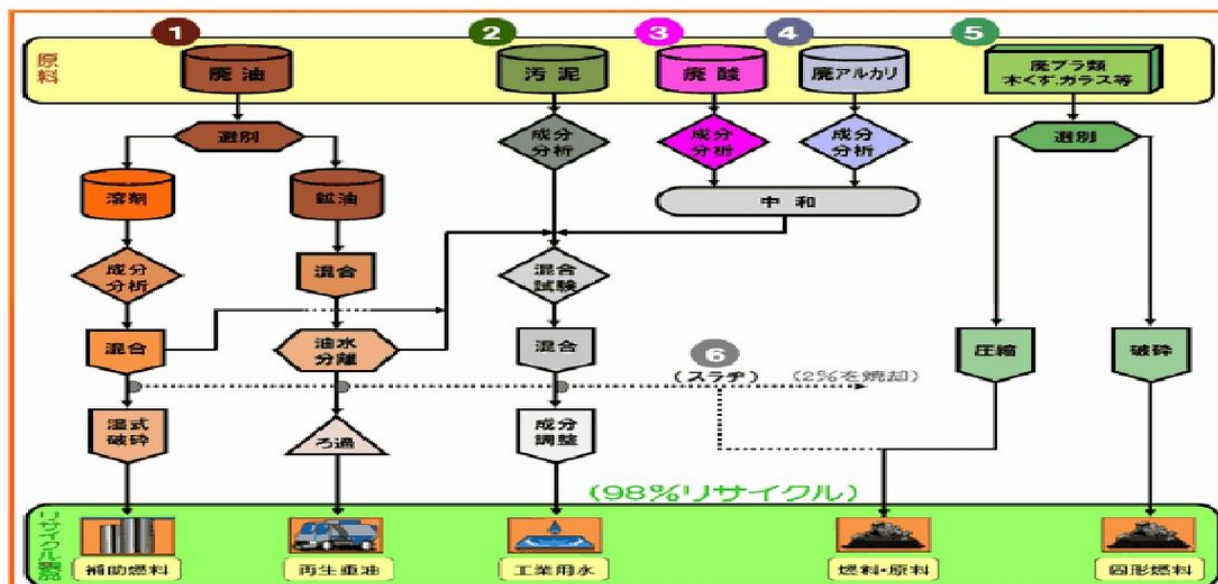 1
2
3
4
5
原料
廃油
汚泥
廃酸
廃アルカリ
廃プラ類
木くず,ガラス等
選別
成分
分析
成分
分析
成分
分析
選別
溶剤
鉱油
中和
成分
分析
混合
混合
試験
混合
油水
分離
混合
圧縮
破砕
6
(スラヂ)
(2%を焼却)
湿式
破砕
ろ過
成分
調整
(98%リサイクル)
リサイクル製品
補助燃料
再生重油
工業用水
燃料・原料
固形燃料